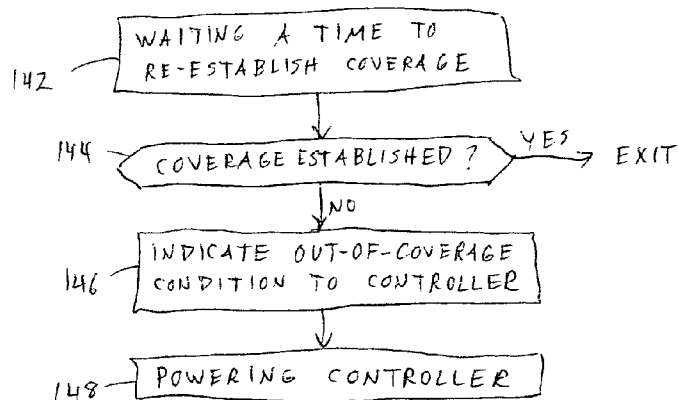 WAITING A TIME TO
RE-ESTABLISH COVERAGE
142
144
COVERAGE ESTABLISHED?
YES
EXIT
NO
INDICATE OUT-OF-COVERAGE
CONDITION TO CONTROLLER
146
POWERING CONTROLLER
148